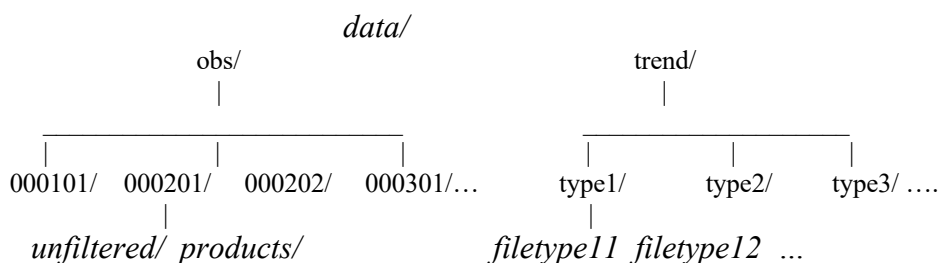 data/
obs/ trend/
000101/ 000201/ 000202/ 000301/… type1/ type2/ type3/ ….
unfiltered/ products/ filetype11 filetype12 ...